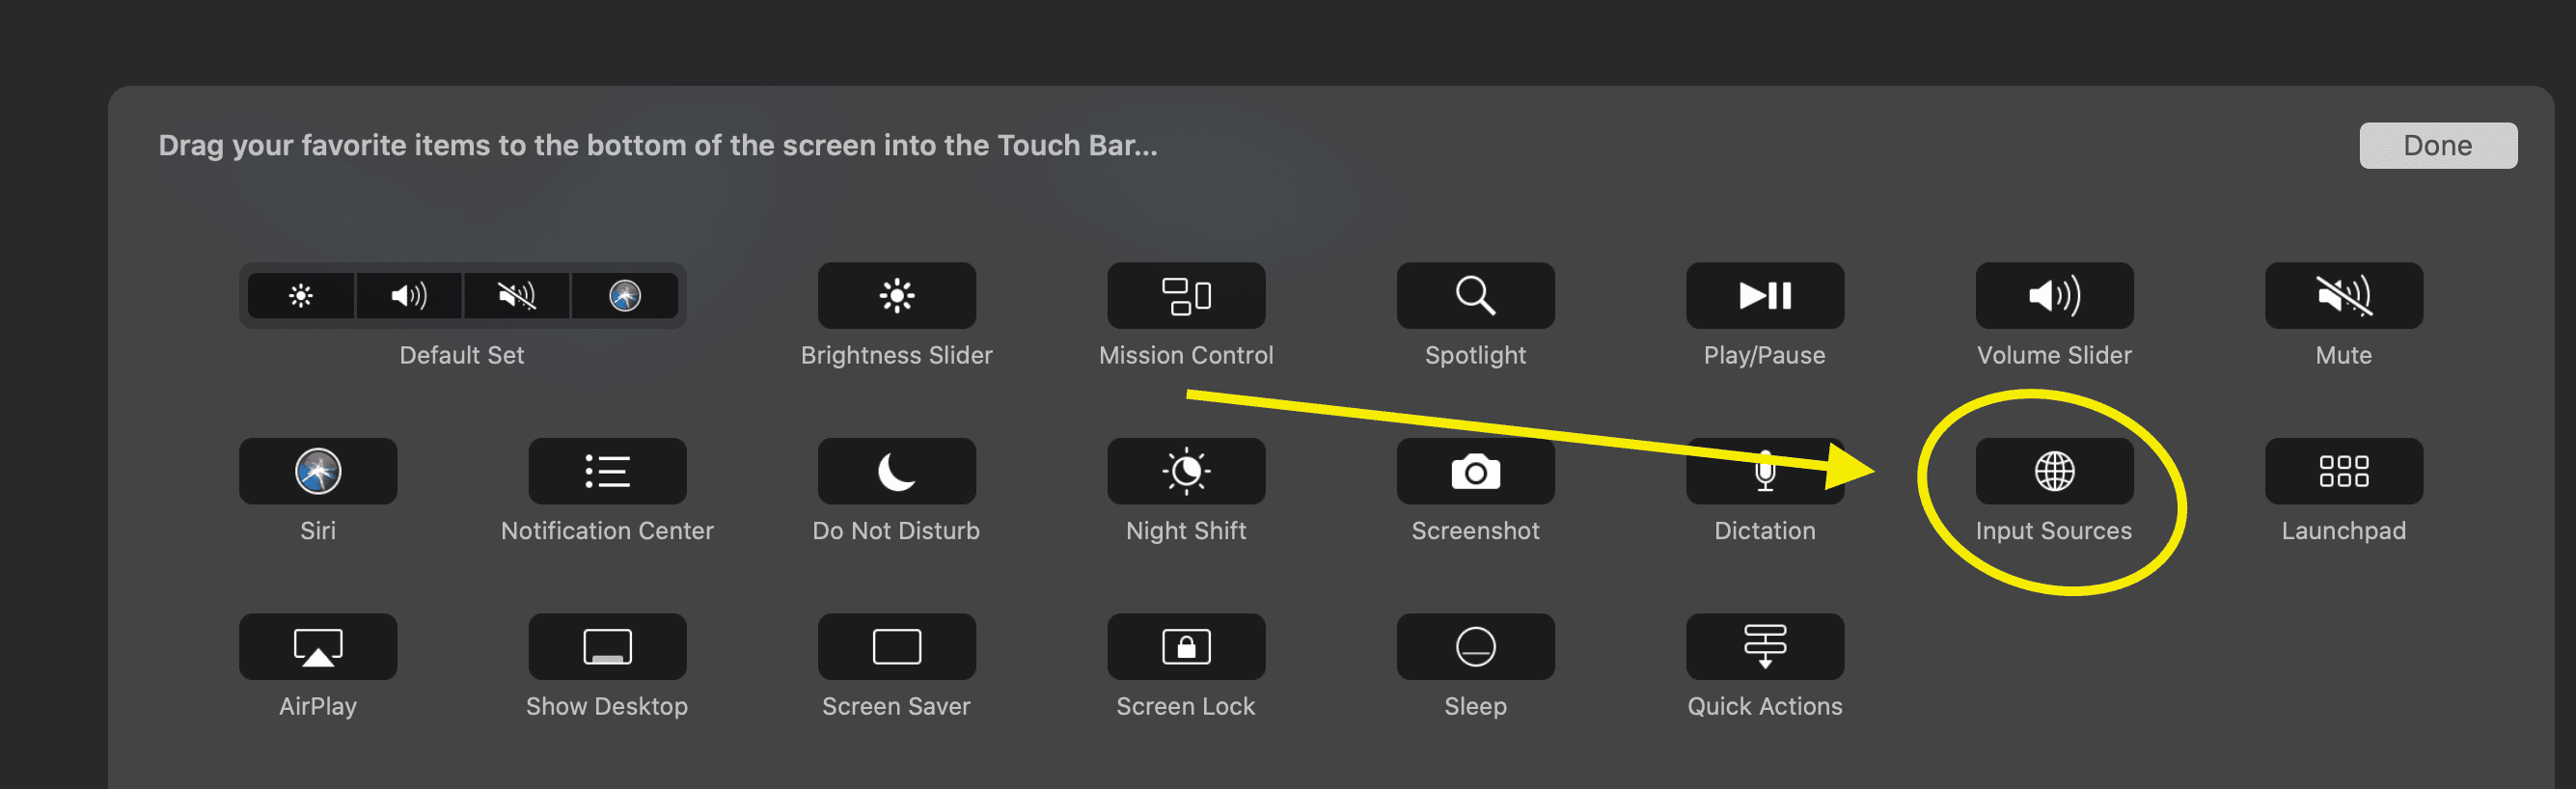 Drag your favorite items to the bottom of the screen into the Touch Bar...
Done
Default Set
Brightness Slider
Mission Control
Spotlight
Play/Pause
Volume Slider
Mute
Siri
Notification Center
Do Not Disturb
Night Shift
Screenshot
Dictation
Input Sources
Launchpad
AirPlay
Show Desktop
Screen Saver
Screen Lock
Sleep
Quick Actions